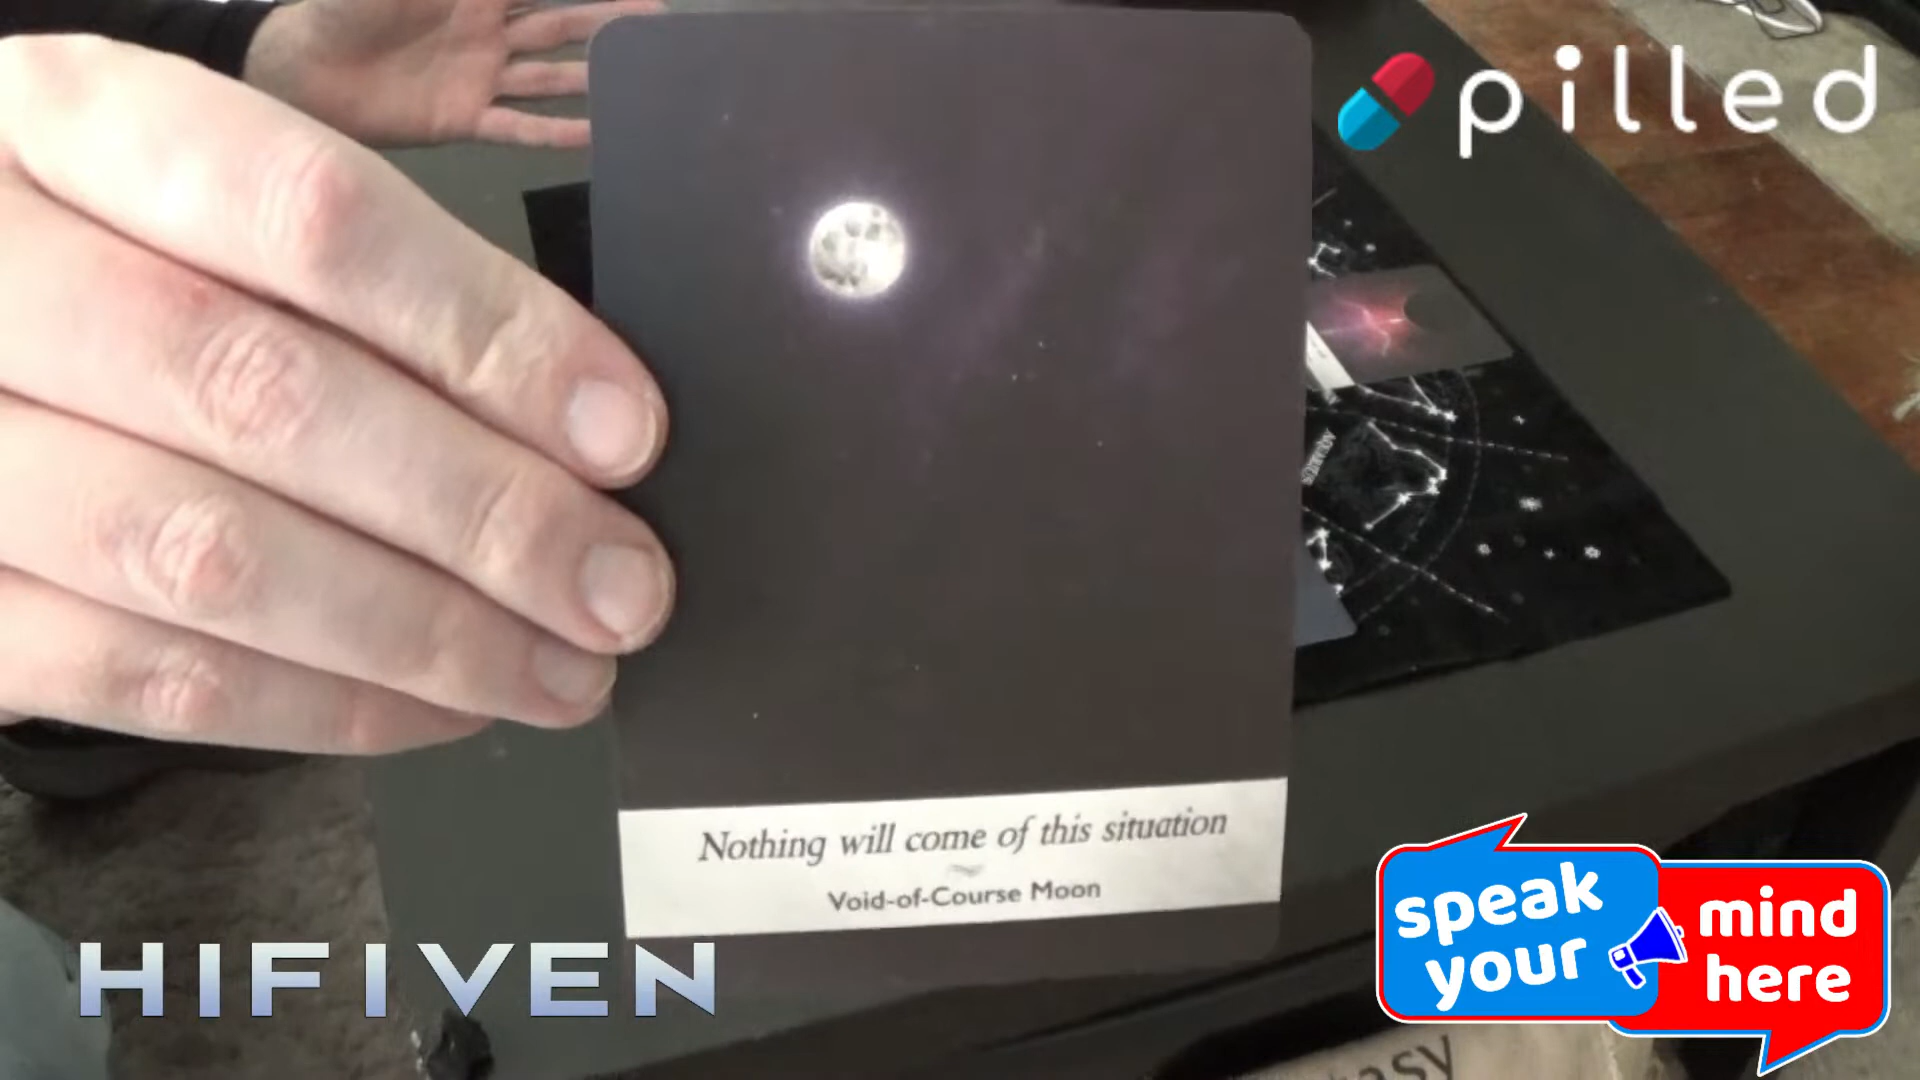 pilled
Nothing will come of this situation
Void-of-Course Moon
HIFIVEN
speak
your
mind
here